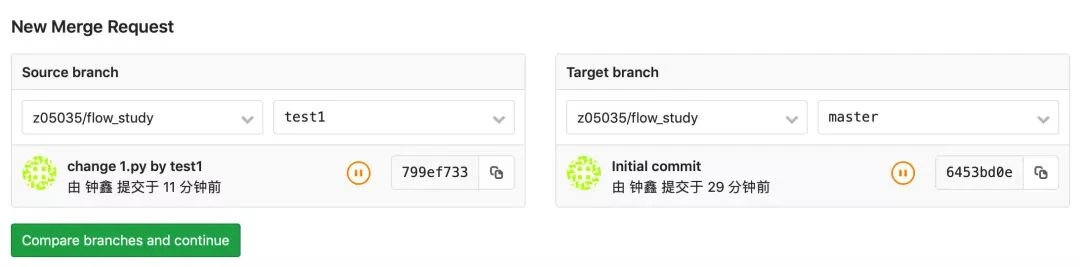 New Merge Request
Source branch
z05035/flow_study
test1
change 1.py by test1
由 钟鑫 提交于 11 分钟前
799ef733
Target branch
z05035/flow_study
master
Initial commit
由 钟鑫 提交于 29 分钟前
6453bd0e
Compare branches and continue